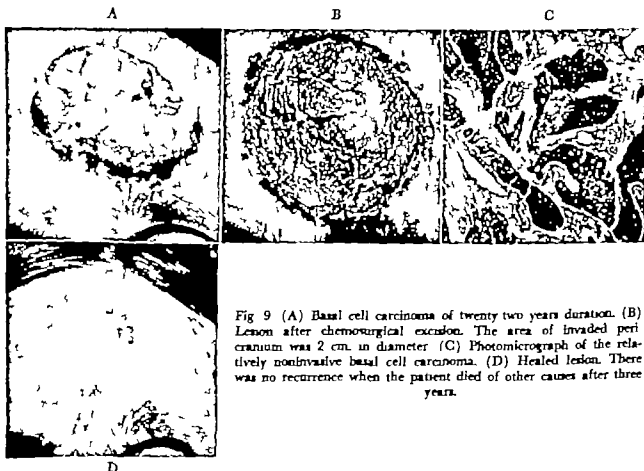 A B C
D
Fig 9 (A) Basal cell carcinoma of twenty two years duration. (B)
Lesion after chemosurgical excision. The area of invaded peri
cranium was 2 cm. in diameter (C) Photomicrograph of the rela-
tively noninvasive basal cell carcinoma. (D) Healed lesion. There
was no recurrence when the patient died of other causes after three
years.